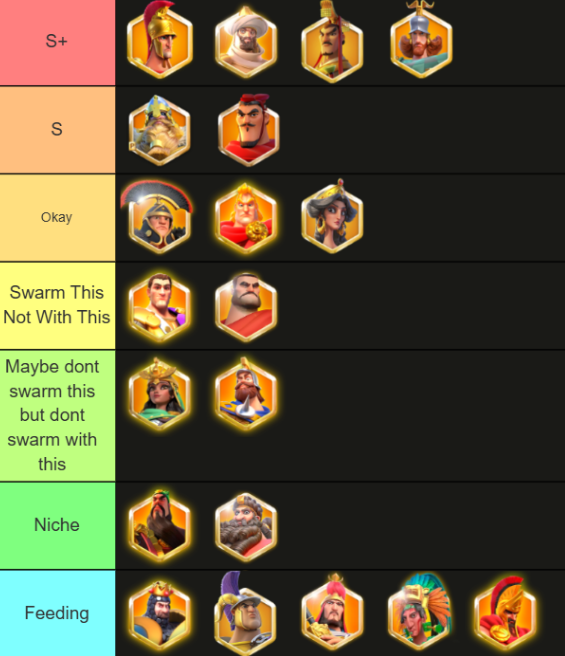 S+
S
Okay
Swarm This
Not With This
Maybe dont
swarm this
but dont
swarm with
this
Niche
Feeding